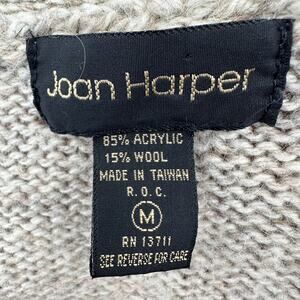 Joan Harper
85% ACRYLIC
15% WOOL
MADE IN TAIWAN
R.O.C.
M
RN 13711
SEE REVERSE FOR CARE